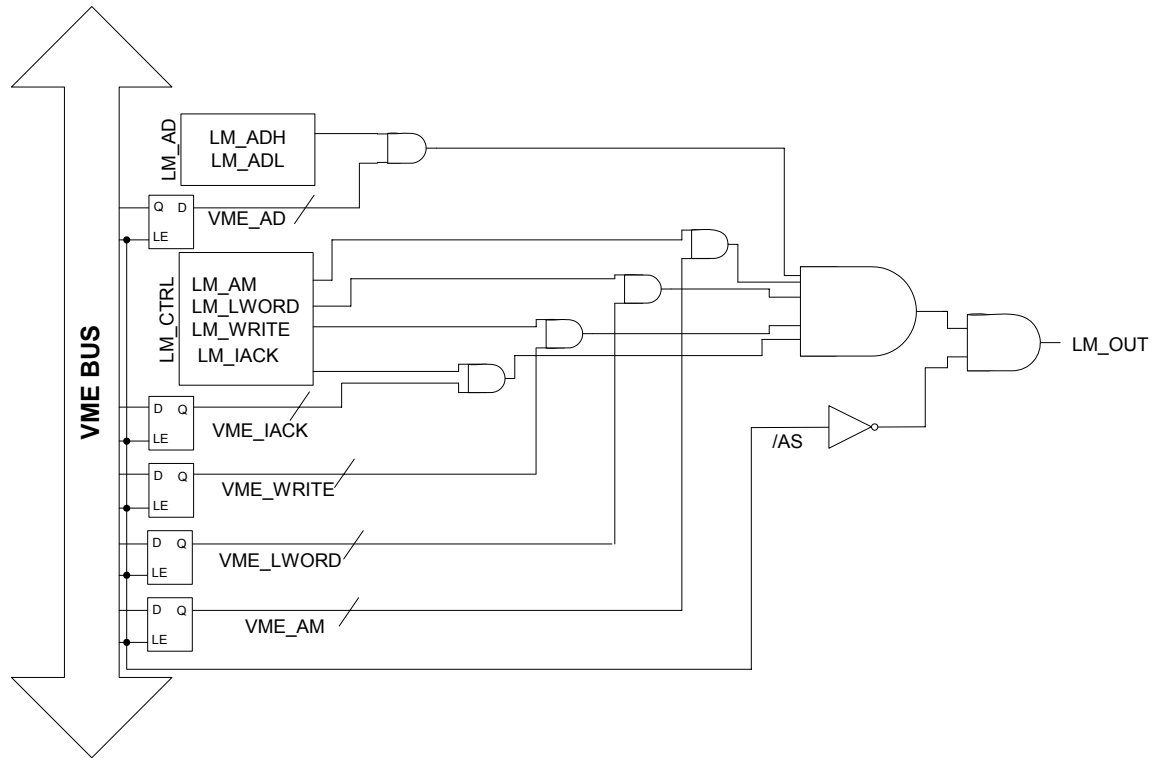 VME BUS
LM_AD
LM_ADH
LM_ADL
Q D
LE
VME_AD
LM_CTRL
LM_AM
LM_LWORD
LM_WRITE
LM_IACK
LM_OUT
/AS
D Q
LE
VME_IACK
D Q
LE
VME_WRITE
D Q
LE
VME_LWORD
D Q
LE
VME_AM